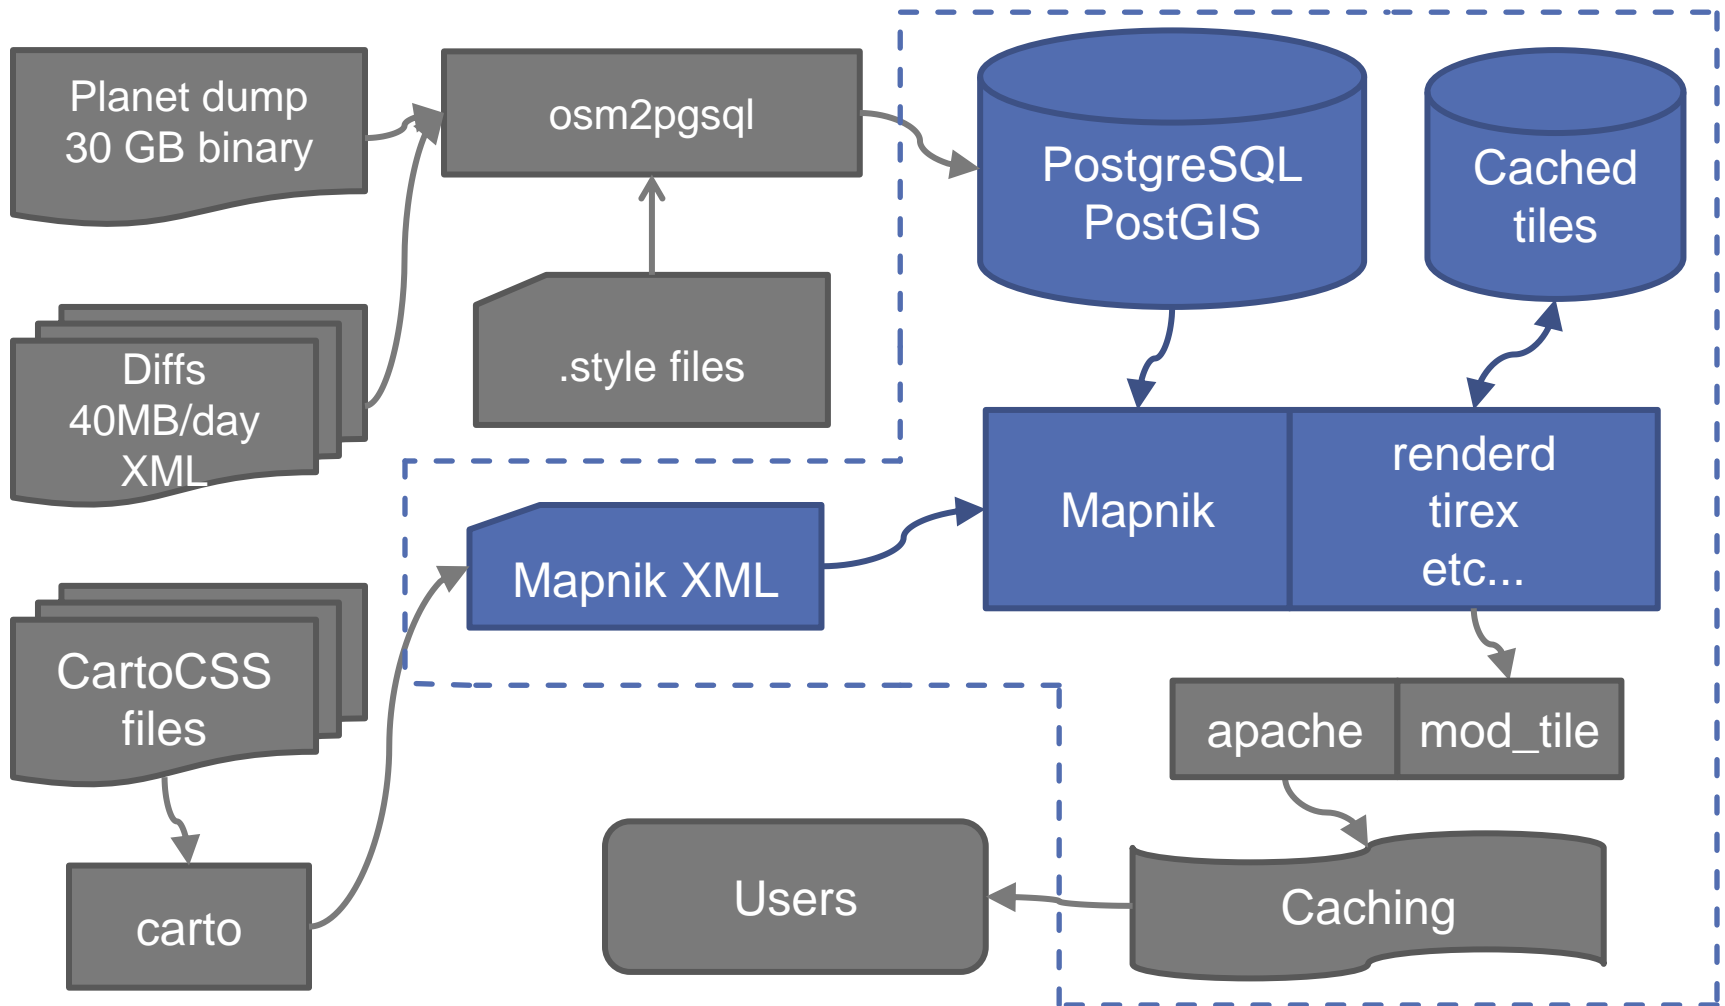 Planet dump
30 GB binary
osm2pgsql
PostgreSQL
PostGIS
Cached
tiles
Diffs
40MB/day
XML
.style files
Mapnik
renderd
tirex
etc...
Mapnik XML
CartoCSS
files
apache
mod_tile
carto
Users
Caching